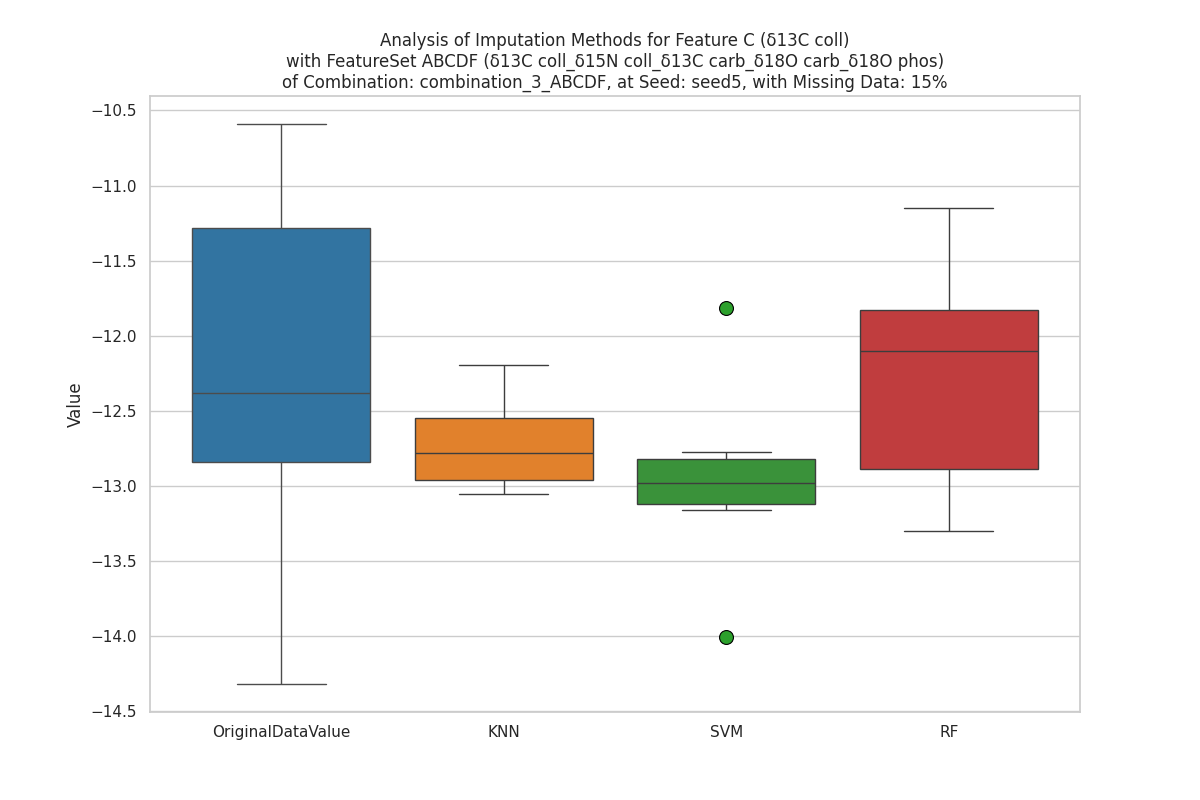 Analysis of Imputation Methods for Feature C (δ13C coll)
with FeatureSet ABCDF (δ13C coll_δ15N coll_δ13C carb_δ18O carb_δ18O phos)
of Combination: combination_3_ABCDF, at Seed: seed5, with Missing Data: 15%
−10.5
−11.0
−11.5
−12.0
−12.5
−13.0
−13.5
−14.0
−14.5
Value
OriginalDataValue
KNN
SVM
RF